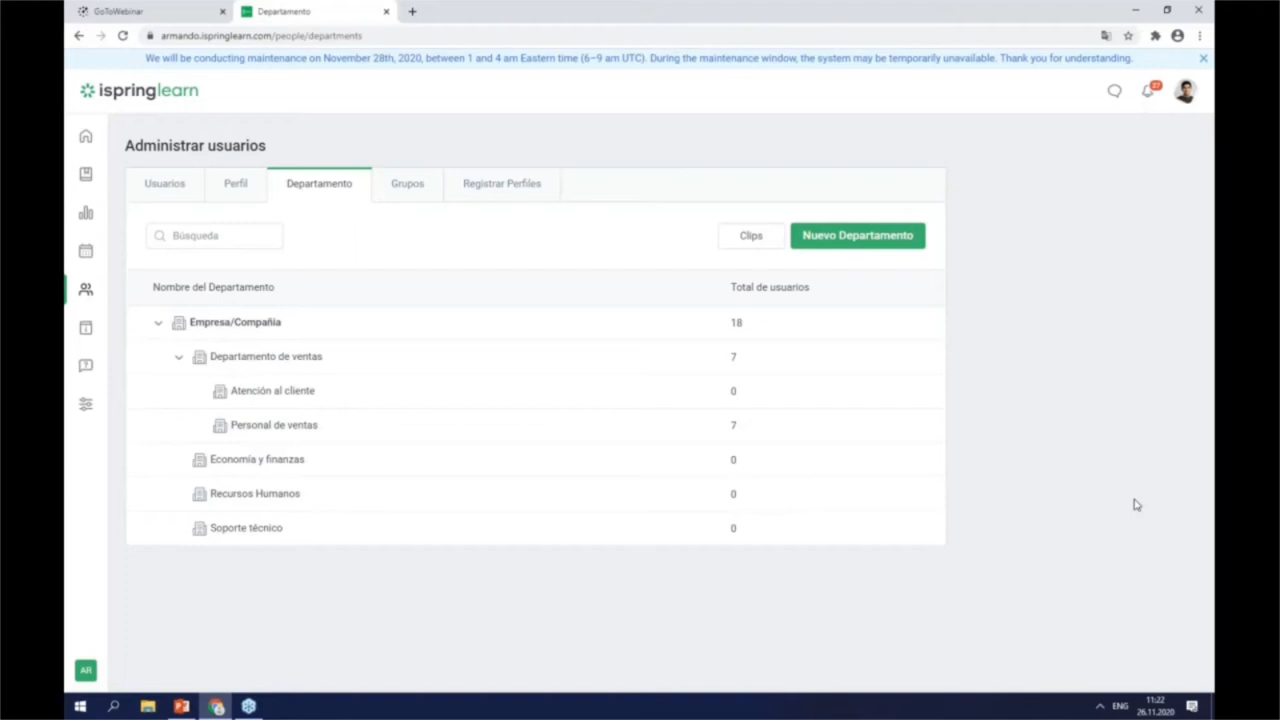 GoToWebinar
Departamento
armando.ispringlearn.com/people/departments
We will be conducting maintenance on November 28th, 2020, between 1 and 4 am Eastern time (6–9 am UTC). During the maintenance window, the system may be temporarily unavailable. Thank you for understanding.
ispringlearn
27
Administrar usuarios
Usuarios
Perfil
Departamento
Grupos
Registrar Perfiles
Búsqueda
Clips
Nuevo Departamento
Nombre del Departamento
Total de usuarios
Empresa/Compañia
18
Departamento de ventas
7
Atención al cliente
0
Personal de ventas
7
Economía y finanzas
0
Recursos Humanos
0
Soporte técnico
0
AR
ENG
11:22
26.11.2020